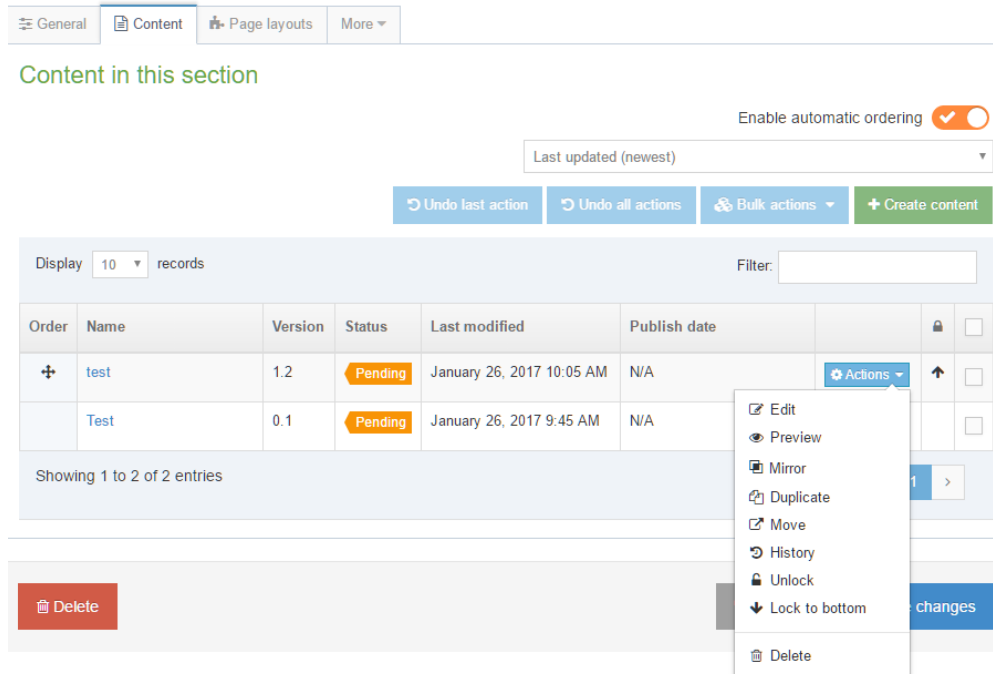 General Content Page layouts More
Content in this section
Enable automatic ordering
Last updated (newest)
Undo last action Undo all actions Bulk actions Create content
Display 10 records Filter:
Order Name Version Status Last modified Publish date
test 1.2 Pending January 26, 2017 10:05 AM N/A Actions
Test 0.1 Pending January 26, 2017 9:45 AM N/A
Edit
Preview
Showing 1 to 2 of 2 entries 1
Mirror
Duplicate
Move
History
Unlock
Delete changes
Lock to bottom
Delete